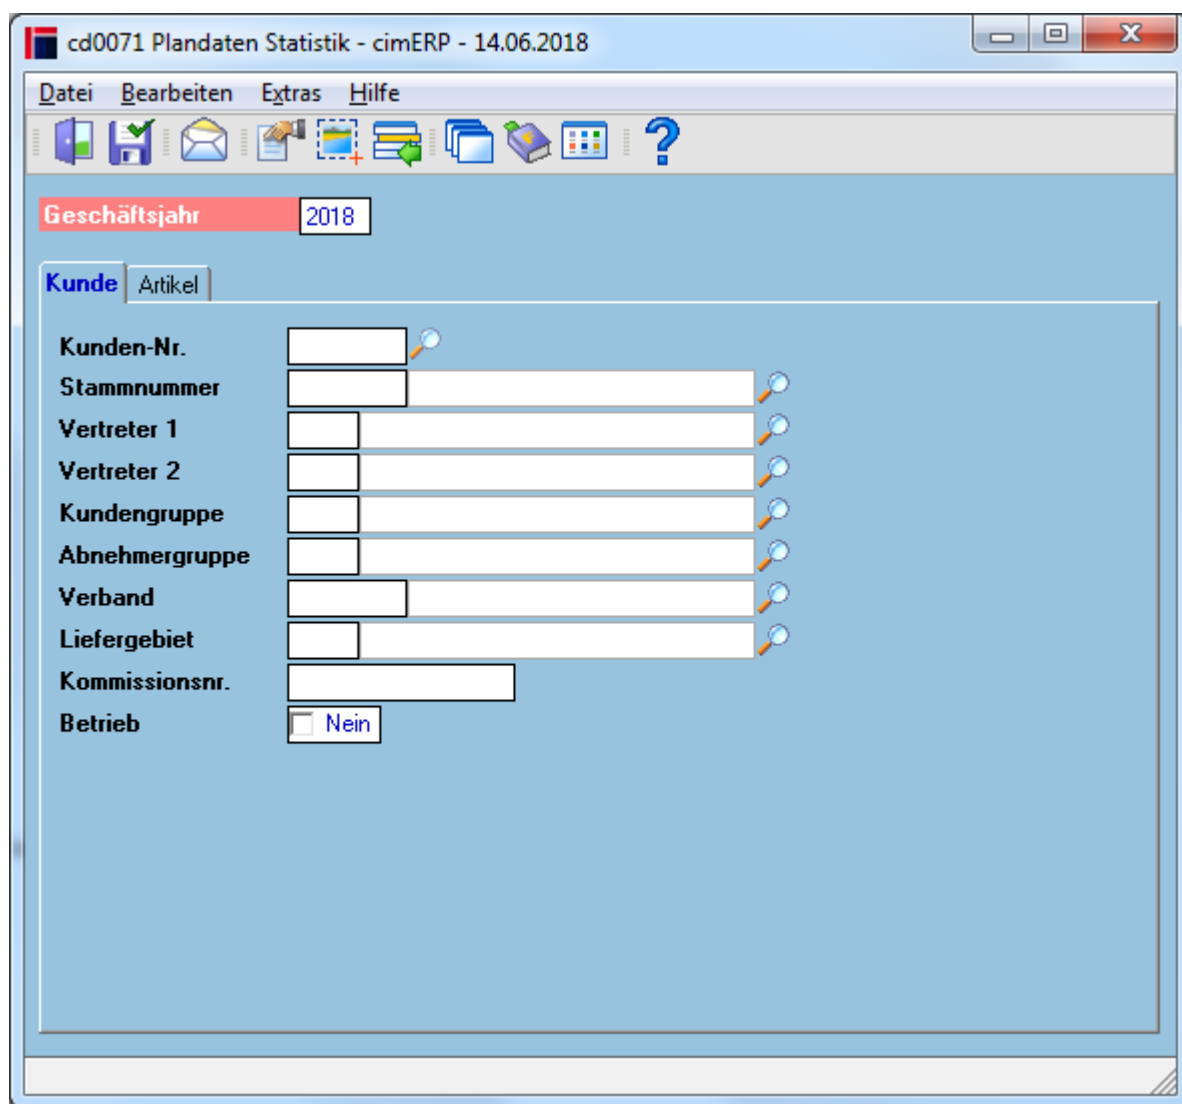 cd0071 Plandaten Statistik - cimERP - 14.06.2018
Datei Bearbeiten Extras Hilfe
Geschäftsjahr 2018
Kunde Artikel
Kunden-Nr.
Stammnummer
Vertreter 1
Vertreter 2
Kundengruppe
Abnehmergruppe
Verband
Liefergebiet
Kommissionsnr.
Betrieb Nein